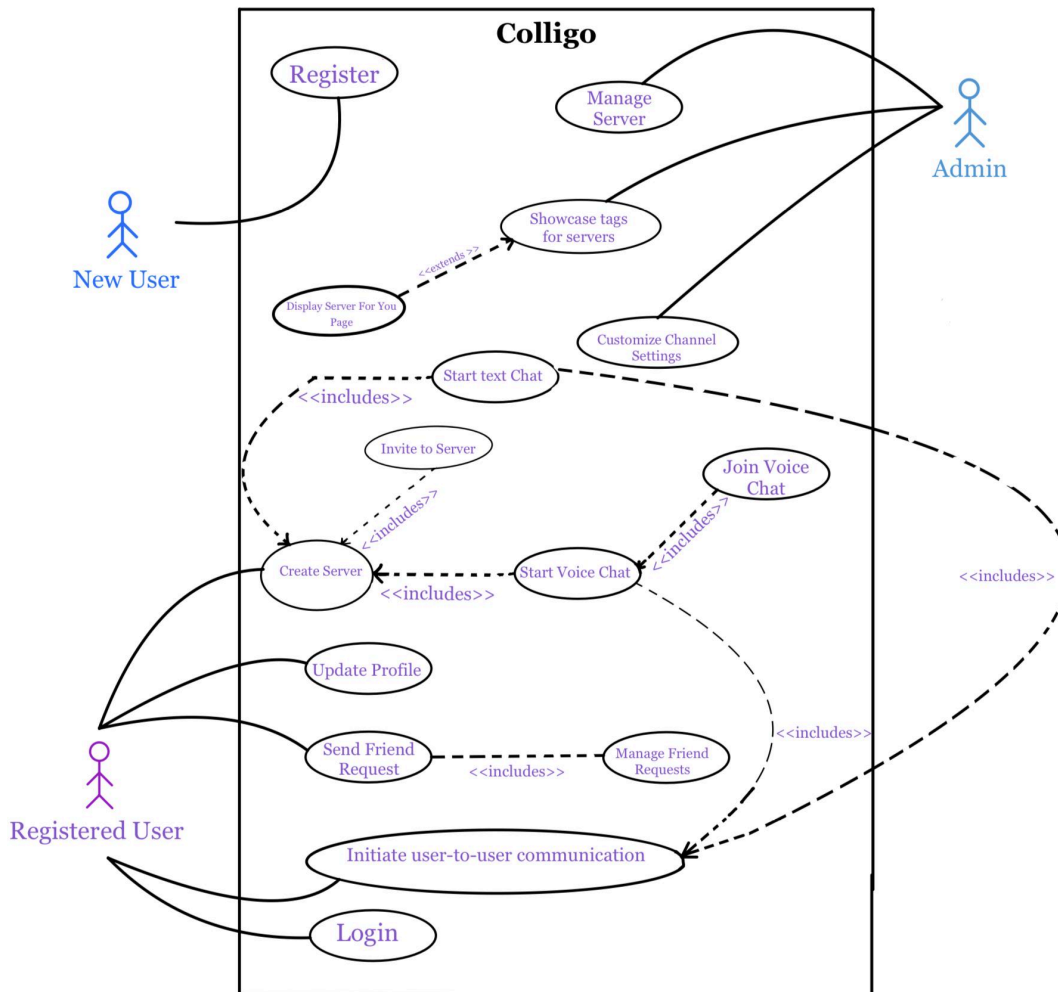 Colligo
Register
Manage
Server
Admin
New User
Showcase tags
for servers
<<extends >>
Display Server For You
Page
Customize Channel
Settings
Start text Chat
<<includes>>
Invite to Server
<<includes>>
Join Voice
Chat
<<includes>>
Create Server
Start Voice Chat
<<includes>>
<<includes>>
Update Profile
Send Friend
Request
<<includes>>
Manage Friend
Requests
<<includes>>
Registered User
Initiate user-to-user communication
Login